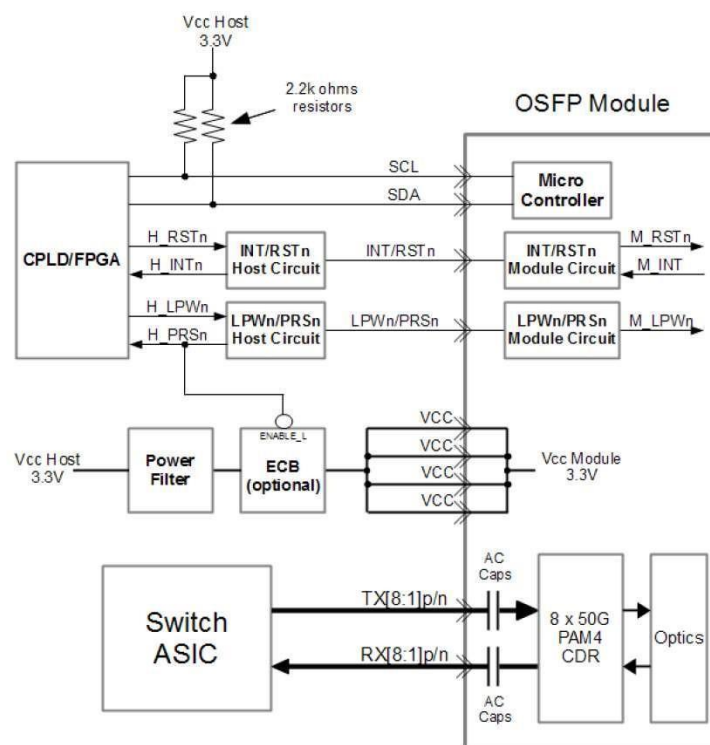 Vcc Host
3.3V
2.2k ohms
resistors
OSFP Module
SCL
SDA
Micro
Controller
CPLD/FPGA
H_RSTn
H_INTn
INT/RSTn
Host Circuit
INT/RSTn
INT/RSTn
Module Circuit
M_RSTn
M_INT
H_LPWn
H_PRSn
LPWn/PRSn
Host Circuit
LPWn/PRSn
LPWn/PRSn
Module Circuit
M_LPWn
ENABLE_L
Vcc Host
3.3V
Power
Filter
ECB
(optional)
VCC
VCC
VCC
VCC
Vcc Module
3.3V
Switch
ASIC
TX[8:1]p/n
RX[8:1]p/n
AC
Caps
AC
Caps
8 x 50G
PAM4
CDR
Optics